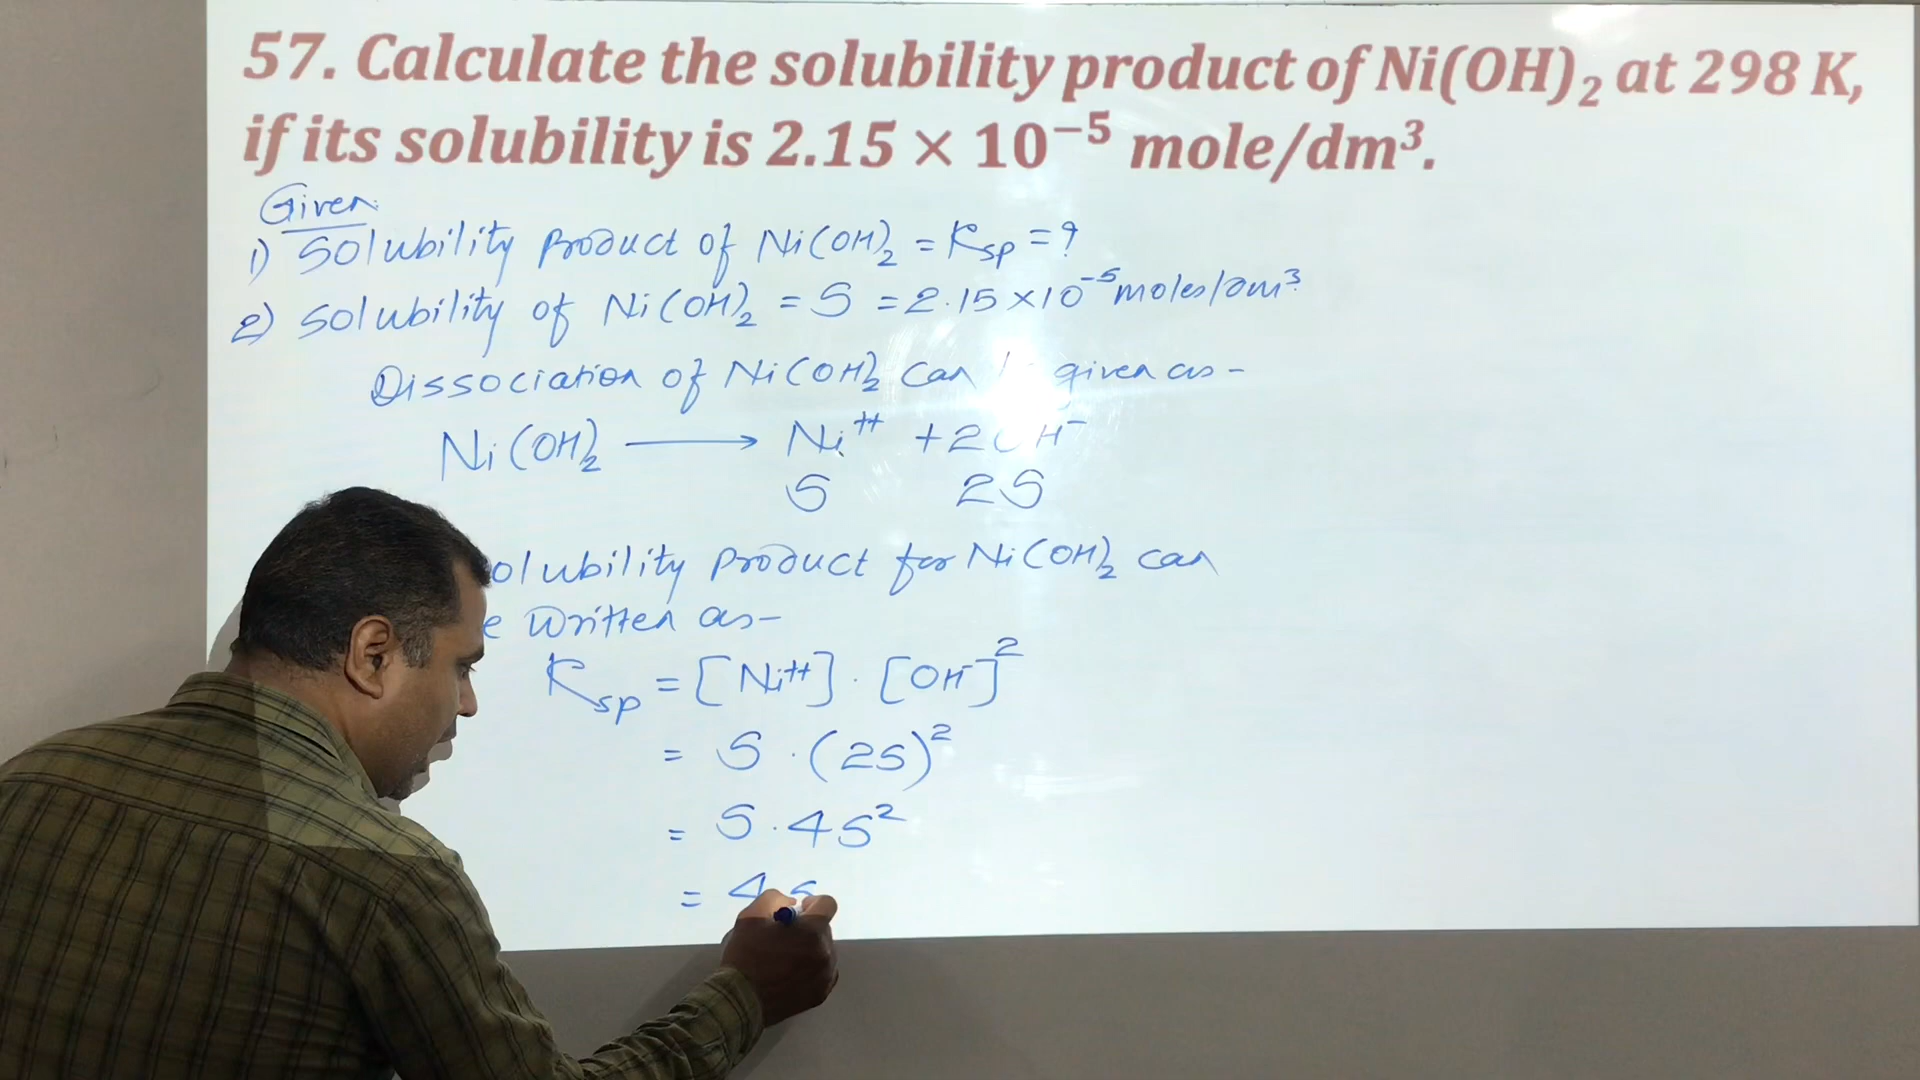 57. Calculate the solubility product of Ni(OH)₂ at 298 K,
if its solubility is 2.15 × 10⁻⁵ mole/dm³.
Given:
1) Solubility product of Ni(OH)₂ = Ksp = ?
2) Solubility of Ni(OH)₂ = S = 2.15 × 10⁻⁵ moles/dm³
Dissociation of Ni(OH)₂ can given as -
Ni(OH)₂ ⟶ Ni⁺⁺ + 2OH⁻
S 2S
olubility product for Ni(OH)₂ can
e written as -
Ksp = [Ni⁺⁺] . [OH⁻]²
= S . (2S)²
= S . 4S²
= 4S